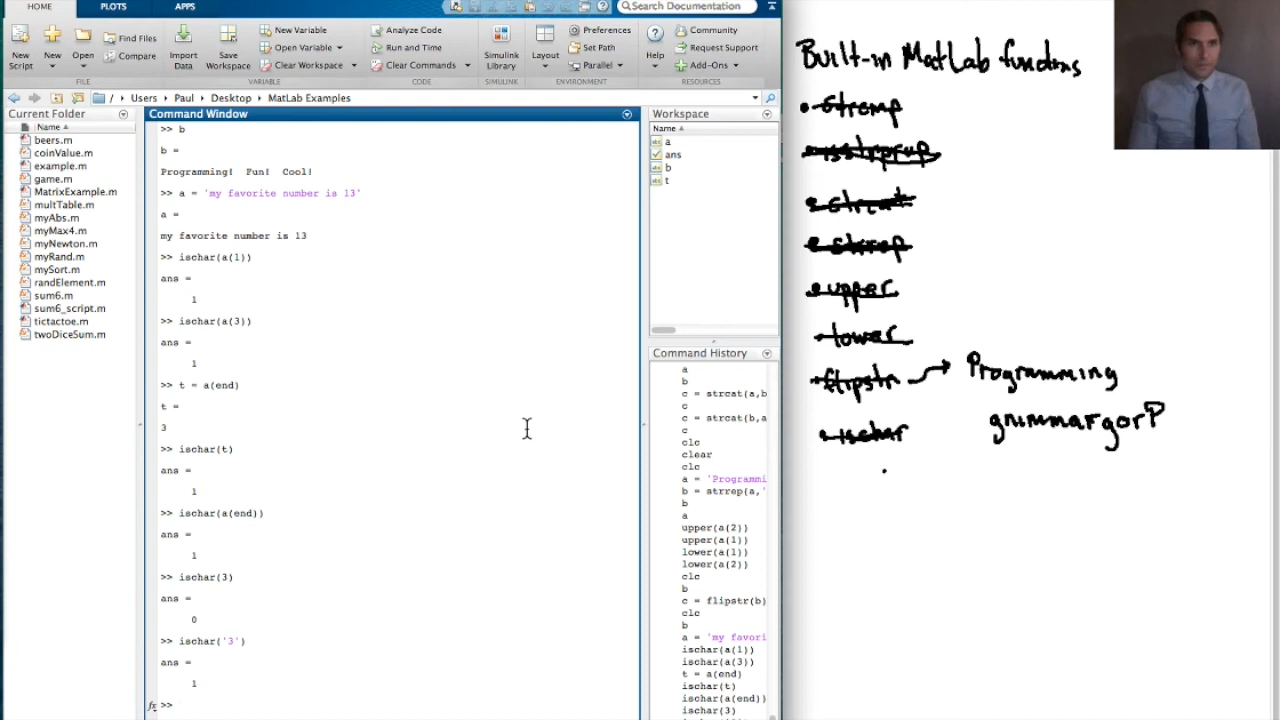 HOME PLOTS APPS
Search Documentation
New Script
New
Open
Find Files
Compare
Import Data
Save Workspace
New Variable
Open Variable
Clear Workspace
Analyze Code
Run and Time
Clear Commands
Simulink Library
Layout
Preferences
Set Path
Parallel
Help
Community
Request Support
Add-Ons
FILE VARIABLE CODE SIMULINK ENVIRONMENT RESOURCES
/ Users Paul Desktop MatLab Examples
Current Folder
Name
beers.m
coinValue.m
example.m
game.m
MatrixExample.m
multTable.m
myAbs.m
myMax4.m
myNewton.m
myRand.m
mySort.m
randElement.m
sum6.m
sum6_script.m
tictactoe.m
twoDiceSum.m
Command Window
>> b
b =
Programming!  Fun!  Cool!
>> a = 'my favorite number is 13'
a =
my favorite number is 13
>> ischar(a(1))
ans =
1
>> ischar(a(3))
ans =
1
>> t = a(end)
t =
3
>> ischar(t)
ans =
1
>> ischar(a(end))
ans =
1
>> ischar(3)
ans =
0
>> ischar('3')
ans =
1
fx >>
Workspace
Name
a
ans
b
t
Command History
a
b
c = strcat(a,b
c
c = strcat(b,a
c
clc
clear
clc
a = 'Programmi
b = strrep(a,'
b
a
upper(a(2))
upper(a(1))
lower(a(1))
lower(a(2))
clc
b
c = flipstr(b)
clc
b
a = 'my favori
ischar(a(1))
ischar(a(3))
t = a(end)
ischar(t)
ischar(a(end))
ischar(3)
Built-in MatLab functions
• strcmp
• strcat
• strrep
• upper
• lower
• flipstr → Programming
gnimmargorP
• ischar